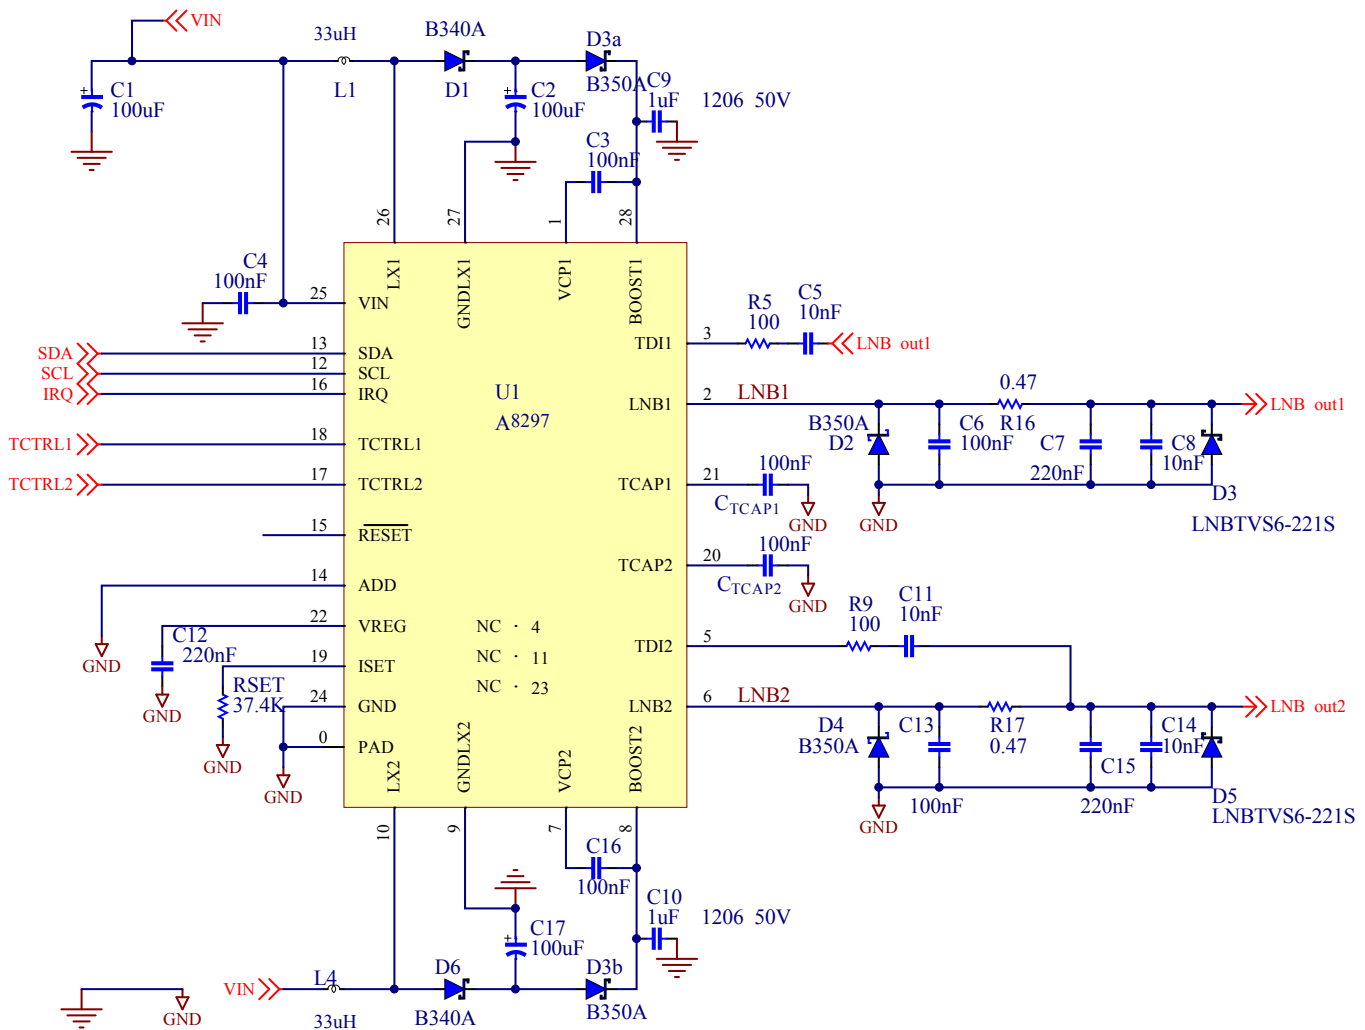 VIN
33uH
L1
B340A
D1
D3a
B350A
C1
100uF
C2
100uF
C9
1uF 1206 50V
C3
100nF
26
27
1
28
LX1
GNDLX1
VCP1
BOOST1
C4
100nF
25 VIN
SDA 13 SDA
SCL 12 SCL
IRQ 16 IRQ
TCTRL1 18 TCTRL1
TCTRL2 17 TCTRL2
15 RESET
14 ADD
GND
22 VREG
C12
220nF
GND
19 ISET
RSET
37.4K
GND
24 GND
0 PAD
GND
U1
A8297
NC · 4
NC · 11
NC · 23
TDI1 3
R5
100
C5
10nF
LNB out1
LNB1 2 LNB1
0.47
R16
LNB out1
B350A
D2
C6
100nF
C7
220nF
C8
10nF
D3
LNBTVS6-221S
GND
TCAP1 21
100nF
CTCAP1
GND
TCAP2 20
100nF
CTCAP2
GND
TDI2 5
R9
100
C11
10nF
LNB2 6 LNB2
R17
0.47
LNB out2
D4
B350A
C13
100nF
C15
220nF
C14
10nF
D5
LNBTVS6-221S
GND
LX2
GNDLX2
VCP2
BOOST2
10
9
7
8
C16
100nF
C10
1uF 1206 50V
C17
100uF
VIN
L4
33uH
D6
B340A
D3b
B350A
GND